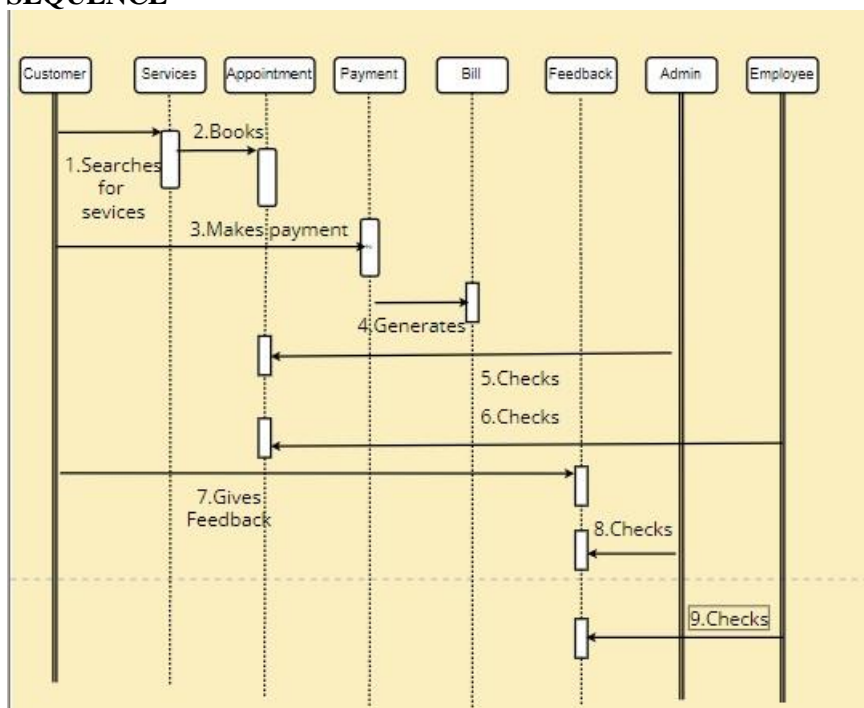 SEQUENCE
Customer
Services
Appointment
Payment
Bill
Feedback
Admin
Employee
2.Books
1.Searches
for
sevices
3.Makes payment
4.Generates
5.Checks
6.Checks
7.Gives
Feedback
8.Checks
9.Checks